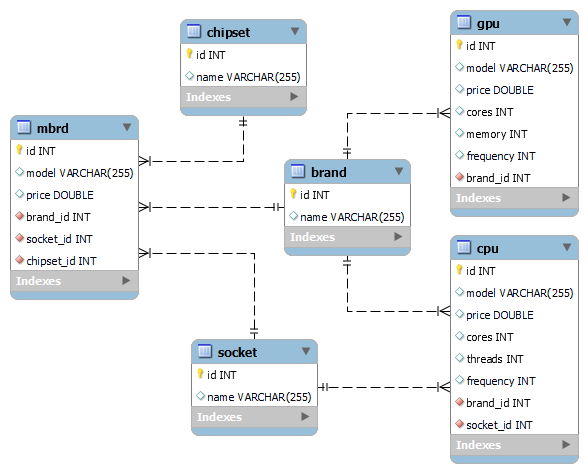 chipset
id INT
name VARCHAR(255)
Indexes
gpu
id INT
model VARCHAR(255)
price DOUBLE
cores INT
memory INT
frequency INT
brand_id INT
Indexes
mbrd
id INT
model VARCHAR(255)
price DOUBLE
brand_id INT
socket_id INT
chipset_id INT
Indexes
brand
id INT
name VARCHAR(255)
Indexes
cpu
id INT
model VARCHAR(255)
price DOUBLE
cores INT
threads INT
frequency INT
brand_id INT
socket_id INT
Indexes
socket
id INT
name VARCHAR(255)
Indexes